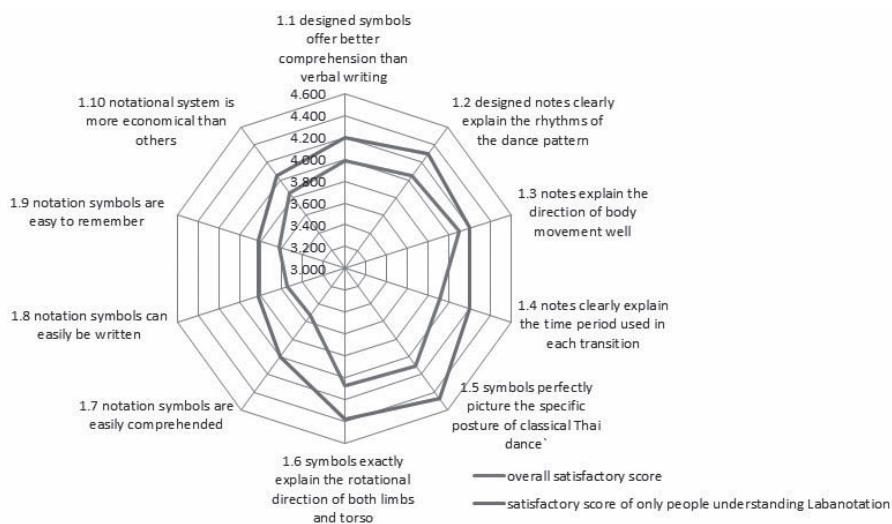 1.1 designed symbols
offer better
comprehension than
verbal writing
1.2 designed notes clearly
explain the rhythms of
the dance pattern
1.3 notes explain the
direction of body
movement well
1.4 notes clearly explain
the time period used in
each transition
1.5 symbols perfectly
picture the specific
posture of classical Thai
dance`
1.6 symbols exactly
explain the rotational
direction of both limbs
and torso
1.7 notation symbols are
easily comprehended
1.8 notation symbols can
easily be written
1.9 notation symbols are
easy to remember
1.10 notational system is
more economical than
others
4.600
4.400
4.200
4.000
3.800
3.600
3.400
3.200
3.000
overall satisfactory score
satisfactory score of only people understanding Labanotation